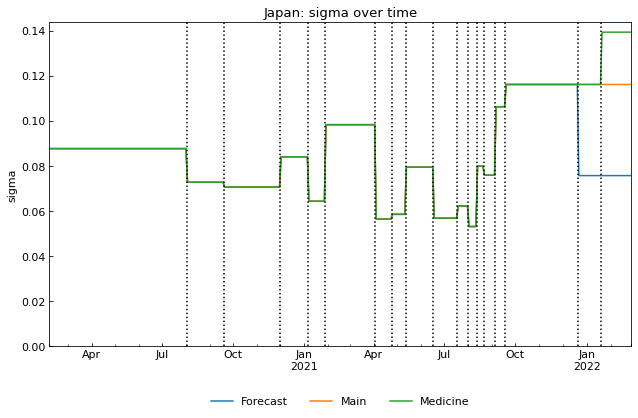 Japan: sigma over time
0.14
0.12
0.10
0.08
0.06
0.04
0.02
0.00
sigma
Apr Jul Oct Jan Apr Jul Oct Jan
2021 2022
Forecast Main Medicine